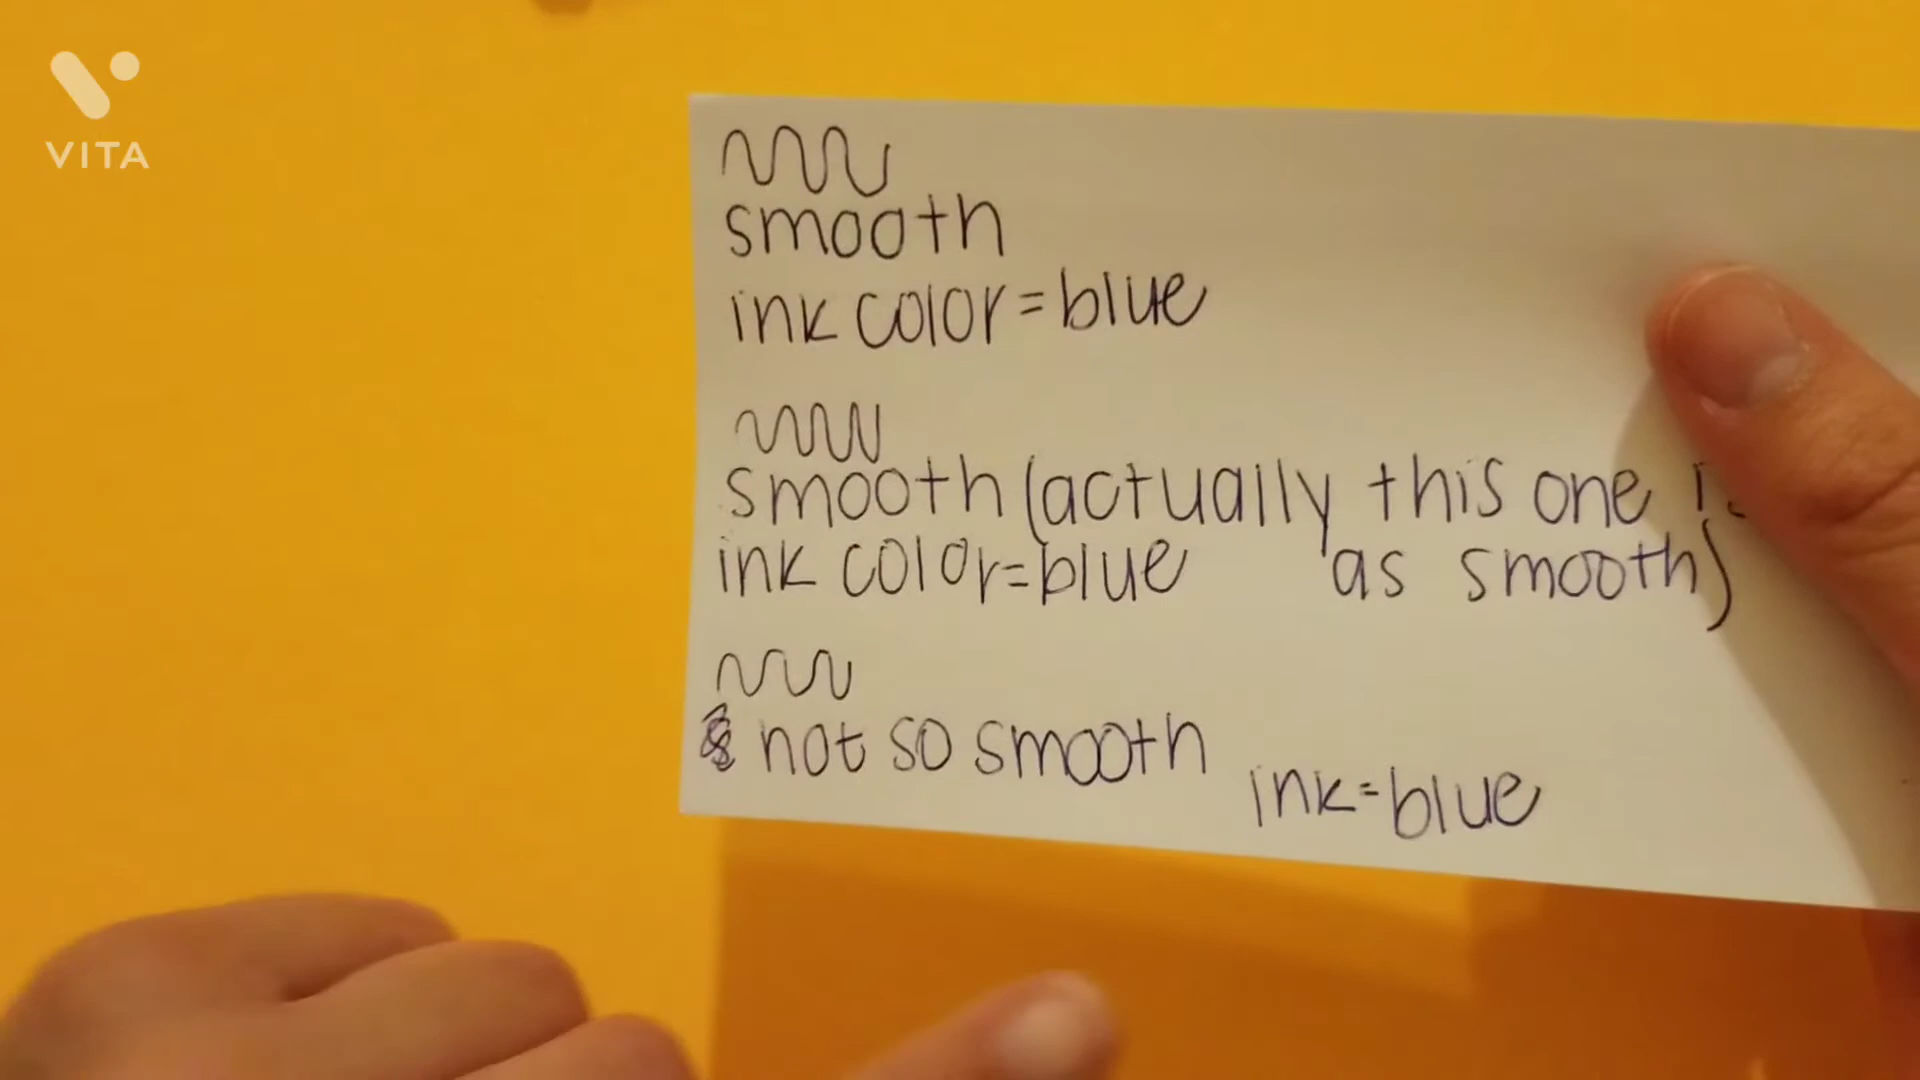 VITA
smooth
ink color=blue
smooth (actually this one
as smooth)
ink color=blue
not so smooth
ink=blue